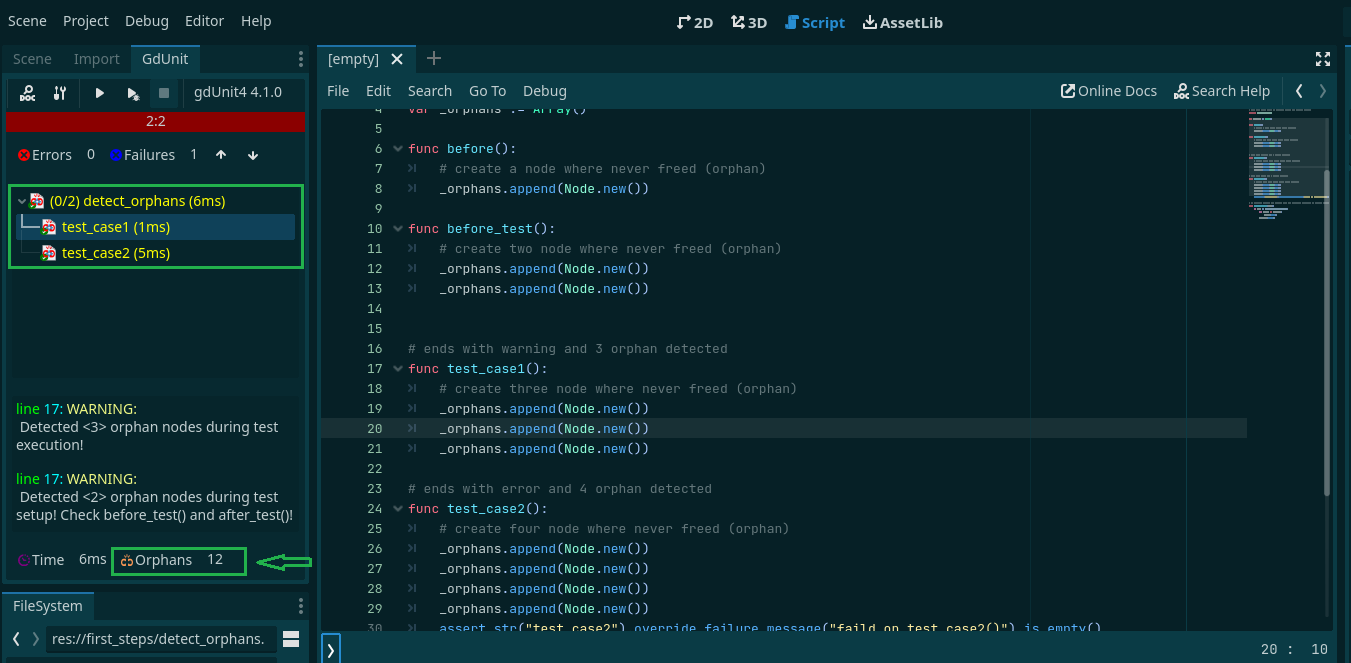 Scene Project Debug Editor Help
2D 3D Script AssetLib
Scene Import GdUnit
gdUnit4 4.1.0
2:2
Errors 0 Failures 1
(0/2) detect_orphans (6ms)
test_case1 (1ms)
test_case2 (5ms)
line 17: WARNING:
Detected <3> orphan nodes during test
execution!
line 17: WARNING:
Detected <2> orphan nodes during test
setup! Check before_test() and after_test()!
Time 6ms Orphans 12
FileSystem
res://first_steps/detect_orphans.
[empty]
File Edit Search Go To Debug
Online Docs Search Help
4 var _orphans := Array()
5
6 func before():
7 # create a node where never freed (orphan)
8 _orphans.append(Node.new())
9
10 func before_test():
11 # create two node where never freed (orphan)
12 _orphans.append(Node.new())
13 _orphans.append(Node.new())
14
15
16 # ends with warning and 3 orphan detected
17 func test_case1():
18 # create three node where never freed (orphan)
19 _orphans.append(Node.new())
20 _orphans.append(Node.new())
21 _orphans.append(Node.new())
22
23 # ends with error and 4 orphan detected
24 func test_case2():
25 # create four node where never freed (orphan)
26 _orphans.append(Node.new())
27 _orphans.append(Node.new())
28 _orphans.append(Node.new())
29 _orphans.append(Node.new())
30 assert_str("test_case2").override_failure_message("faild on test_case2()").is_empty()
20 : 10